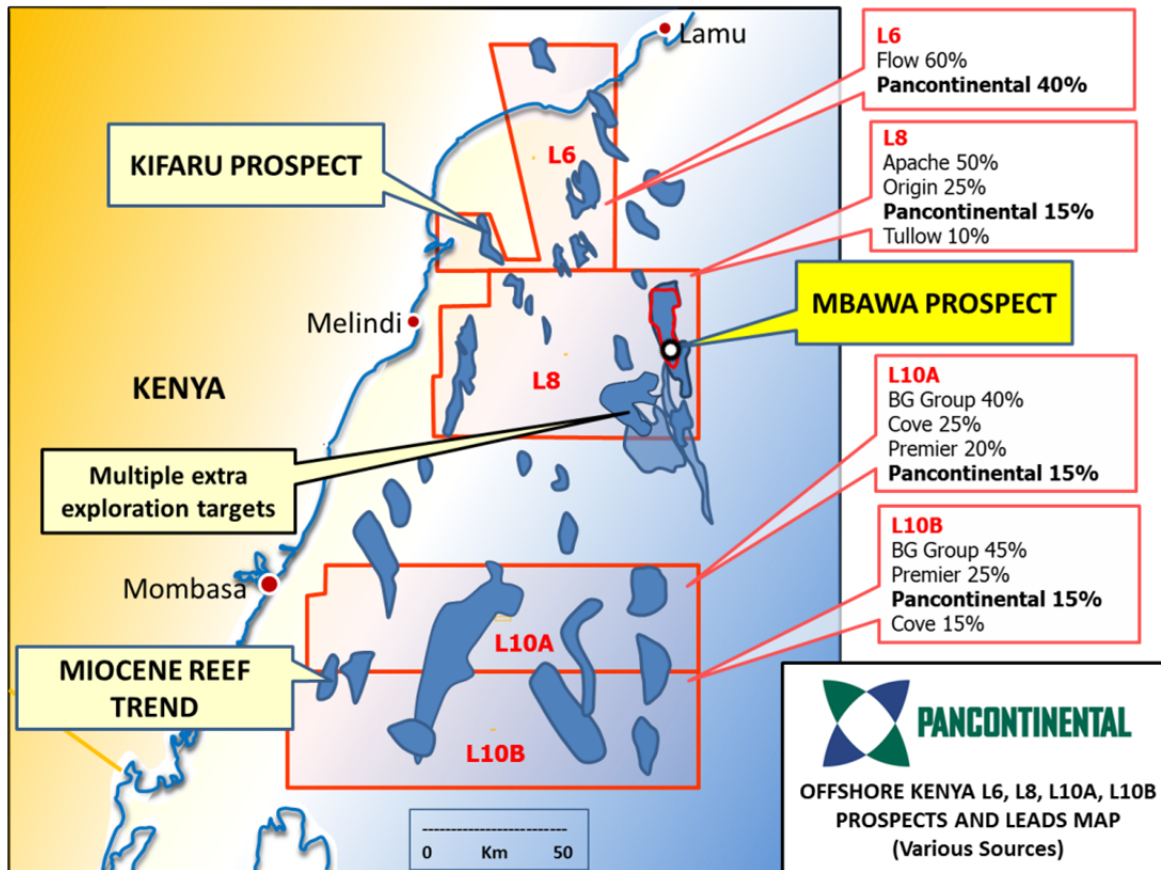 Lamu
L6
Flow 60%
Pancontinental 40%
KIFARU PROSPECT
L6
L8
Apache 50%
Origin 25%
Pancontinental 15%
Tullow 10%
MBAWA PROSPECT
Melindi
KENYA
L8
L10A
BG Group 40%
Cove 25%
Premier 20%
Pancontinental 15%
Multiple extra
exploration targets
L10B
BG Group 45%
Premier 25%
Pancontinental 15%
Cove 15%
Mombasa
L10A
MIOCENE REEF
TREND
L10B
PANCONTINENTAL
OFFSHORE KENYA L6, L8, L10A, L10B
PROSPECTS AND LEADS MAP
(Various Sources)
0 Km 50